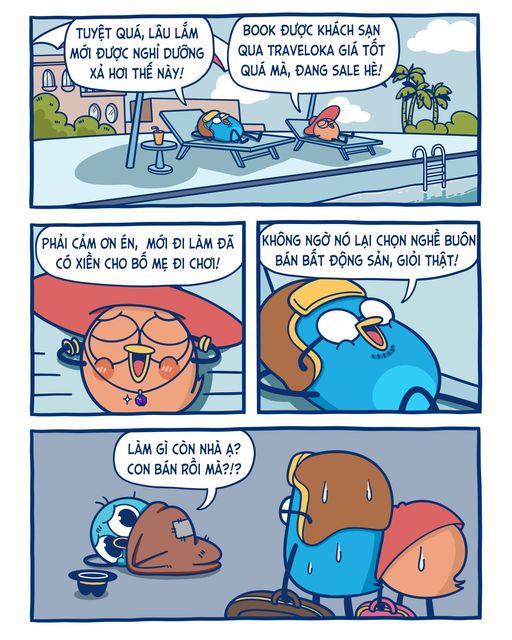 TUYỆT QUÁ, LÂU LẮM
MỚI ĐƯỢC NGHỈ DƯỠNG
XẢ HƠI THẾ NÀY!
BOOK ĐƯỢC KHÁCH SẠN
QUA TRAVELOKA GIÁ TỐT
QUÁ MÀ, ĐANG SALE HÈ!
PHẢI CẢM ƠN ÉN, MỚI ĐI LÀM ĐÃ
CÓ XIỀN CHO BỐ MẸ ĐI CHƠI!
KHÔNG NGỜ NÓ LẠI CHỌN NGHỀ BUÔN
BÁN BẤT ĐỘNG SẢN, GIỎI THẬT!
LÀM GÌ CÒN NHÀ Ạ?
CON BÁN RỒI MÀ?!?